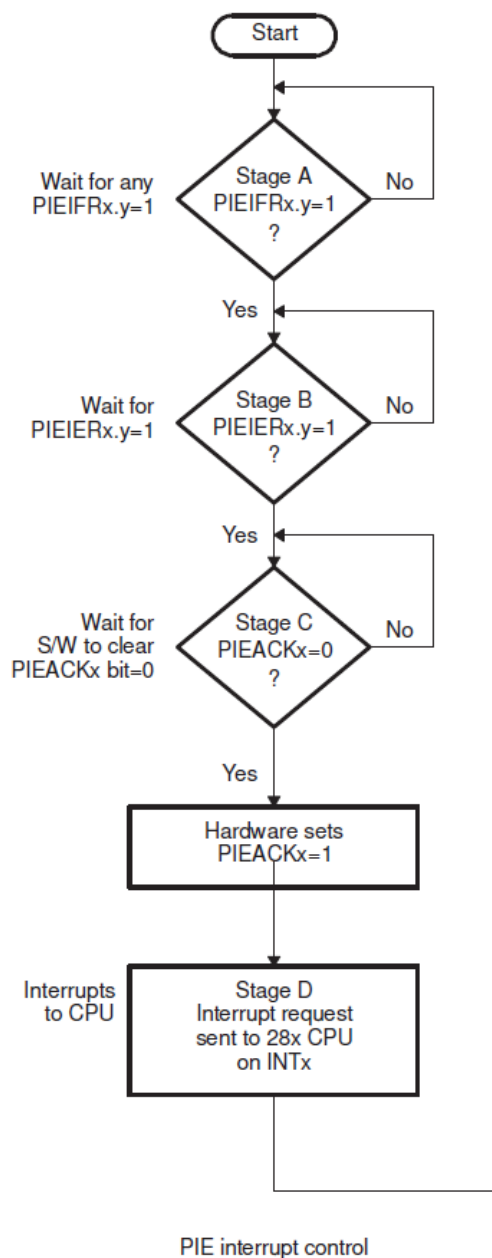 Start
Wait for any
PIEIFRx.y=1
Stage A
PIEIFRx.y=1
?
No
Yes
Wait for
PIEIERx.y=1
Stage B
PIEIERx.y=1
?
No
Yes
Wait for
S/W to clear
PIEACKx bit=0
Stage C
PIEACKx=0
?
No
Yes
Hardware sets
PIEACKx=1
Interrupts
to CPU
Stage D
Interrupt request
sent to 28x CPU
on INTx
PIE interrupt control